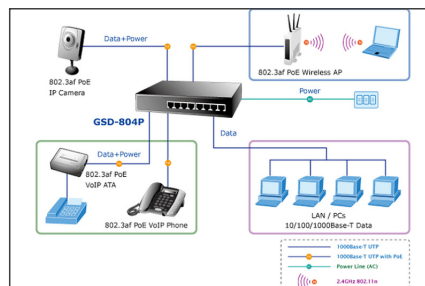 Data+Power
802.3af PoE
IP Camera
802.3af PoE Wireless AP
Power
GSD-804P
Data
Data+Power
802.3af PoE
VoIP ATA
802.3af PoE VoIP Phone
LAN / PCs
10/100/1000Base-T Data
1000Base-T UTP
1000Base-T UTP with PoE
Power Line (AC)
2.4GHz 802.11n